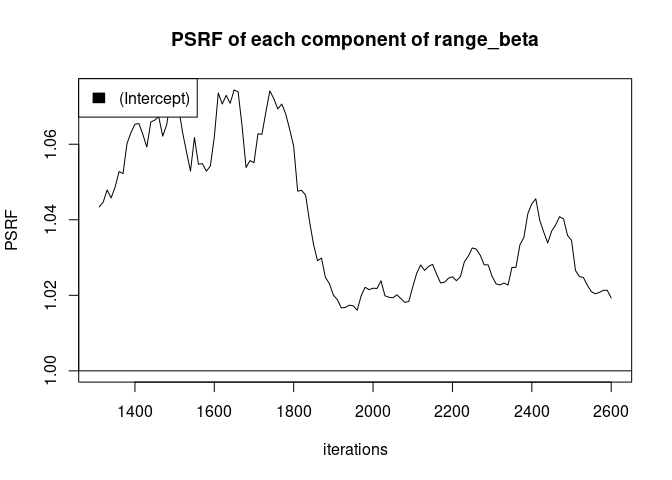 PSRF of each component of range_beta
(Intercept)
PSRF
1.06
1.04
1.02
1.00
1400 1600 1800 2000 2200 2400 2600
iterations